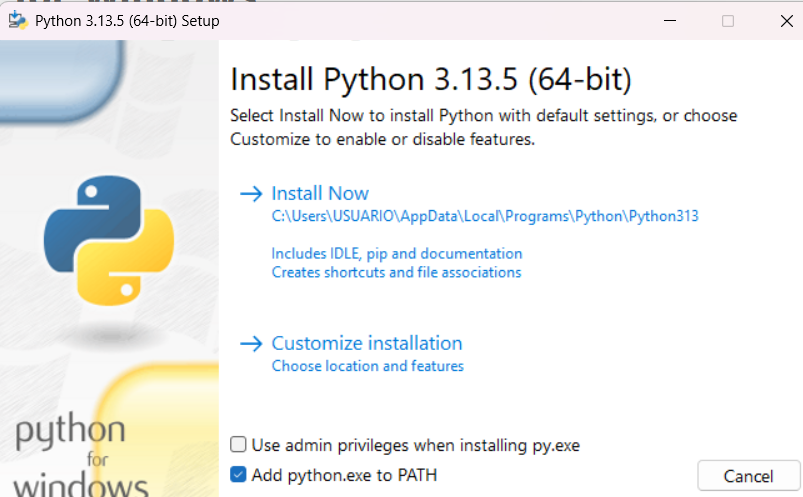 Python 3.13.5 (64-bit) Setup
Install Python 3.13.5 (64-bit)
Select Install Now to install Python with default settings, or choose
Customize to enable or disable features.
Install Now
C:\Users\USUARIO\AppData\Local\Programs\Python\Python313
Includes IDLE, pip and documentation
Creates shortcuts and file associations
Customize installation
Choose location and features
python
for
windows
Use admin privileges when installing py.exe
Add python.exe to PATH
Cancel